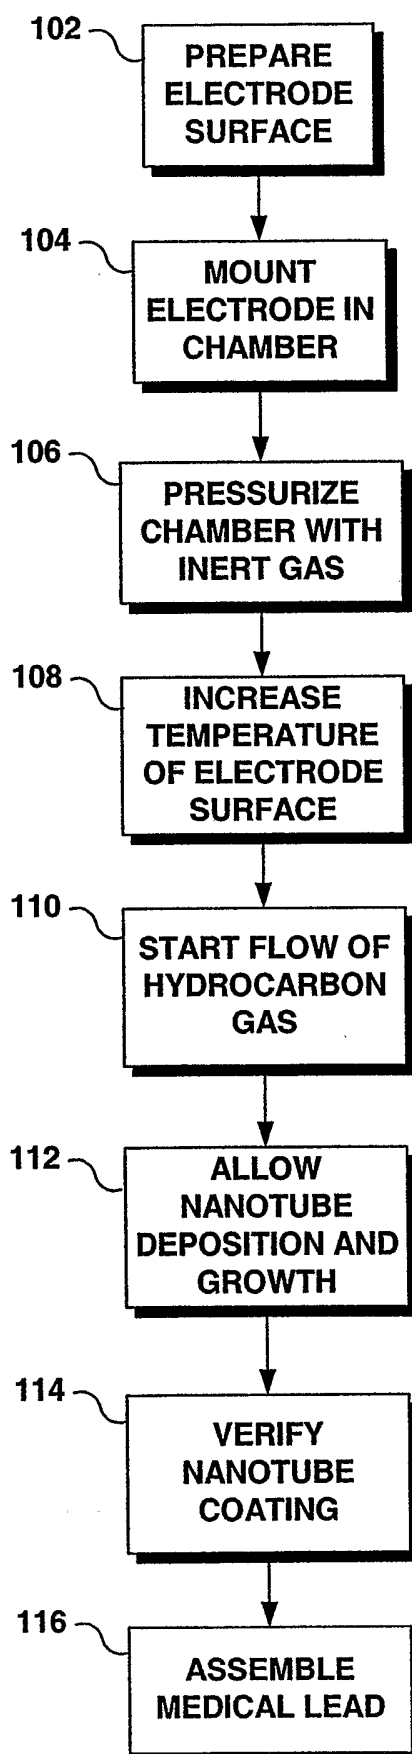 102
PREPARE
ELECTRODE
SURFACE
104
MOUNT
ELECTRODE IN
CHAMBER
106
PRESSURIZE
CHAMBER WITH
INERT GAS
108
INCREASE
TEMPERATURE
OF ELECTRODE
SURFACE
110
START FLOW OF
HYDROCARBON
GAS
112
ALLOW
NANOTUBE
DEPOSITION AND
GROWTH
114
VERIFY
NANOTUBE
COATING
116
ASSEMBLE
MEDICAL LEAD